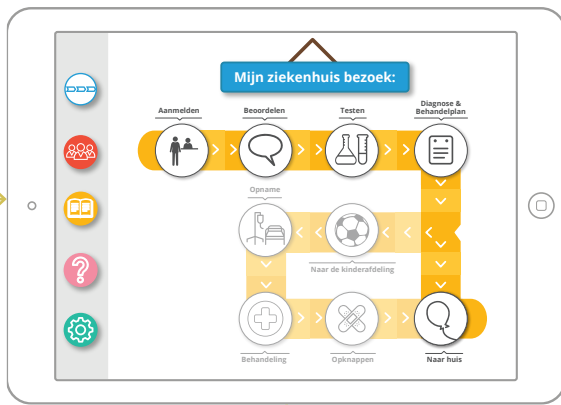 Mijn ziekenhuis bezoek:
Aanmelden
Beoordelen
Testen
Diagnose &
Behandelplan
Opname
Naar de kinderafdeling
Behandeling
Opknappen
Naar huis
?